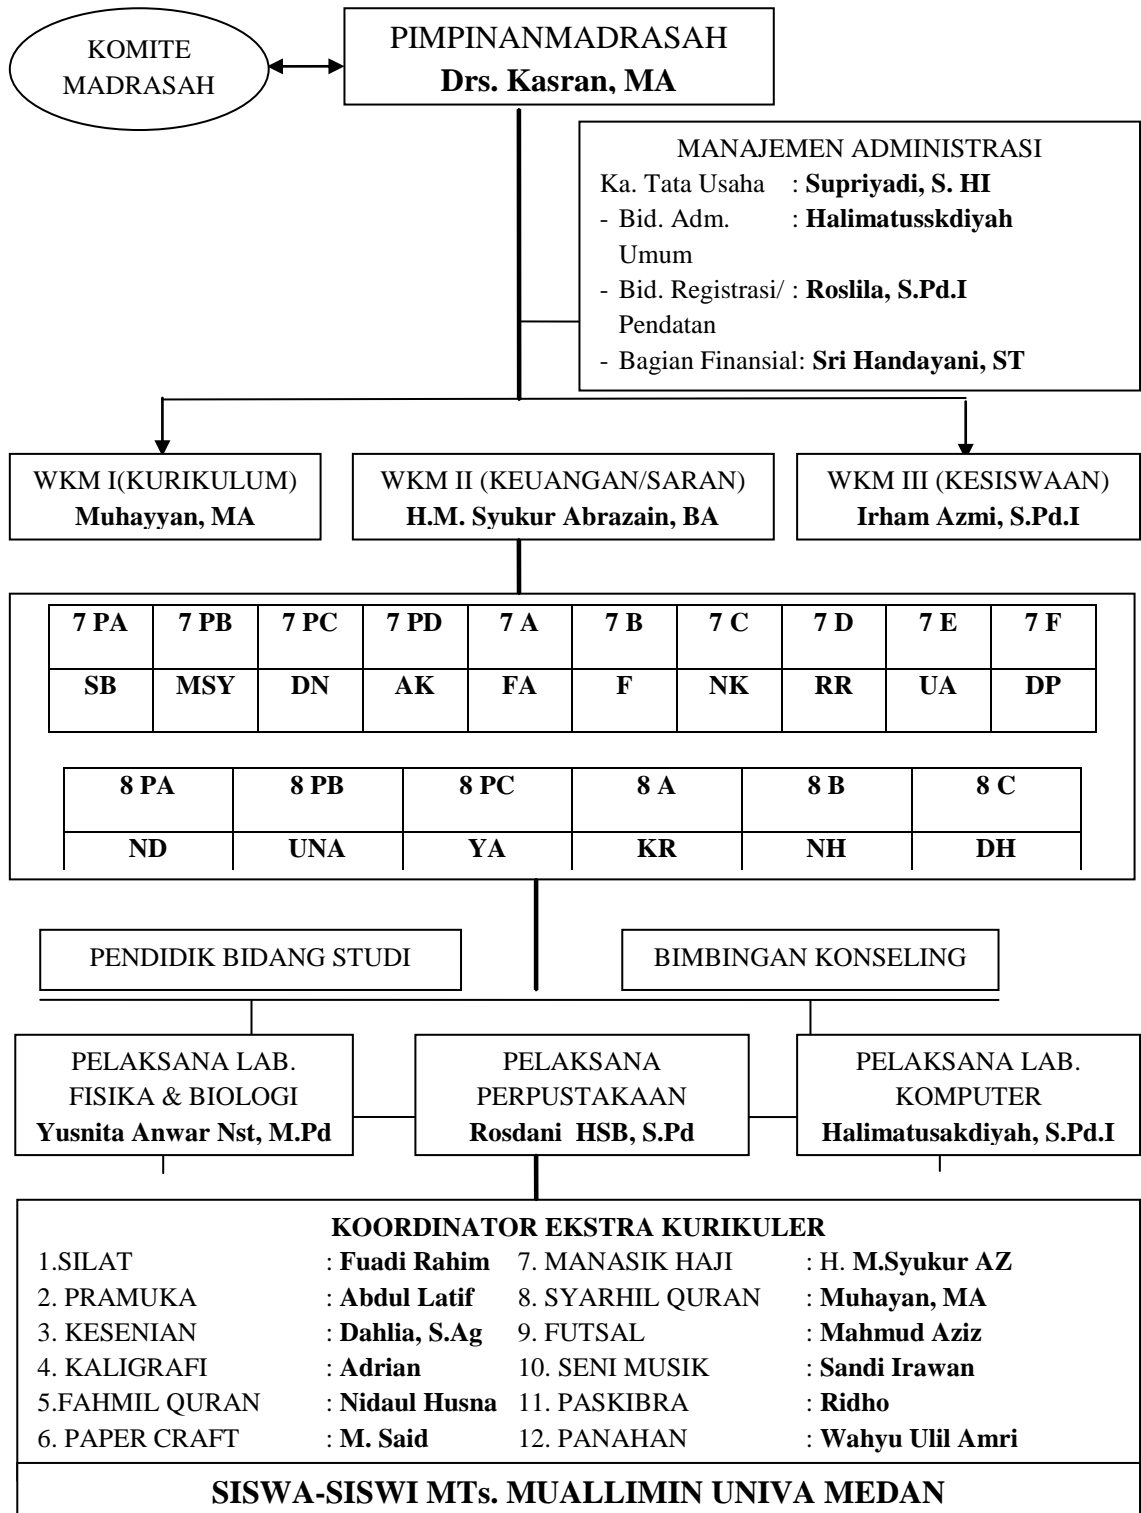 KOMITE
MADRASAH
PIMPINANMADRASAH
Drs. Kasran, MA
MANAJEMEN ADMINISTRASI
Ka. Tata Usaha : Supriyadi, S. HI
- Bid. Adm. : Halimatusskdiyah
Umum
- Bid. Registrasi/ : Roslila, S.Pd.I
Pendatan
- Bagian Finansial: Sri Handayani, ST
WKM I(KURIKULUM)
Muhayyan, MA
WKM II (KEUANGAN/SARAN)
H.M. Syukur Abrazain, BA
WKM III (KESISWAAN)
Irham Azmi, S.Pd.I
7 PA 7 PB 7 PC 7 PD 7 A 7 B 7 C 7 D 7 E 7 F
SB MSY DN AK FA F NK RR UA DP
8 PA 8 PB 8 PC 8 A 8 B 8 C
ND UNA YA KR NH DH
PENDIDIK BIDANG STUDI
BIMBINGAN KONSELING
PELAKSANA LAB.
FISIKA & BIOLOGI
Yusnita Anwar Nst, M.Pd
PELAKSANA
PERPUSTAKAAN
Rosdani HSB, S.Pd
PELAKSANA LAB.
KOMPUTER
Halimatusakdiyah, S.Pd.I
KOORDINATOR EKSTRA KURIKULER
1.SILAT : Fuadi Rahim 7. MANASIK HAJI : H. M.Syukur AZ
2. PRAMUKA : Abdul Latif 8. SYARHIL QURAN : Muhayan, MA
3. KESENIAN : Dahlia, S.Ag 9. FUTSAL : Mahmud Aziz
4. KALIGRAFI : Adrian 10. SENI MUSIK : Sandi Irawan
5.FAHMIL QURAN : Nidaul Husna 11. PASKIBRA : Ridho
6. PAPER CRAFT : M. Said 12. PANAHAN : Wahyu Ulil Amri
SISWA-SISWI MTs. MUALLIMIN UNIVA MEDAN